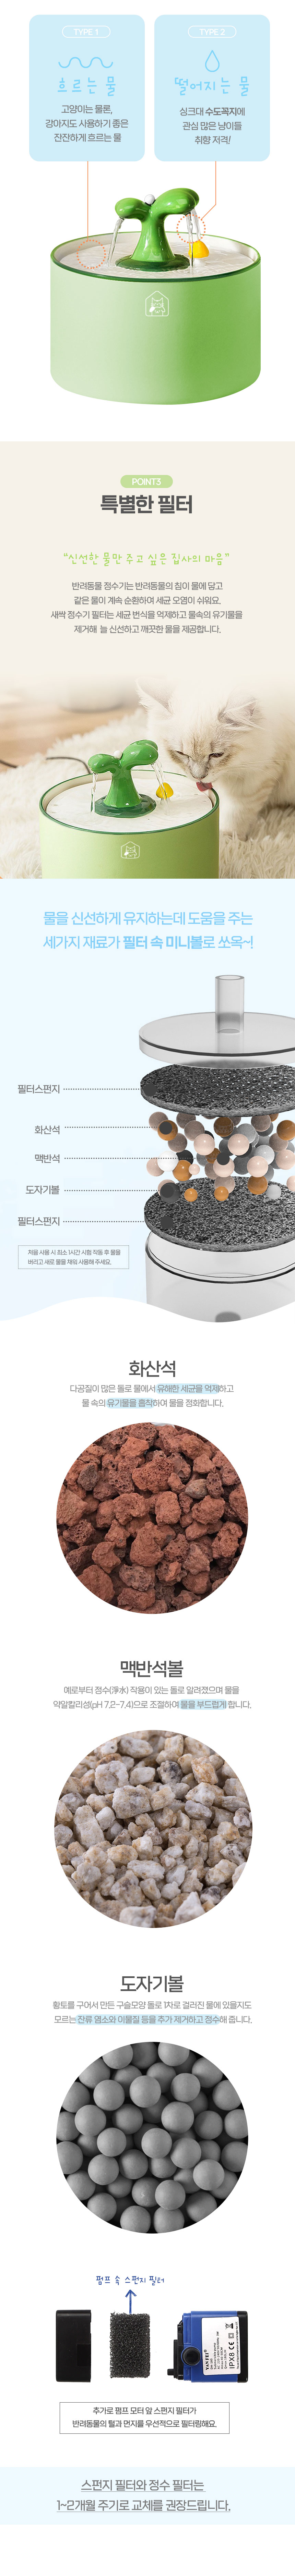 TYPE 1
흐르는 물
고양이는 물론,
강아지도 사용하기 좋은
잔잔하게 흐르는 물
TYPE 2
떨어지는 물
싱크대 수도꼭지에
관심 많은 냥이들
취향 저격!
POINT3
특별한 필터
“신선한 물만 주고 싶은 집사의 마음”
반려동물 정수기는 반려동물의 침이 물에 닿고
같은 물이 계속 순환하여 세균 오염이 쉬워요.
새싹 정수기 필터는 세균 번식을 억제하고 물속의 유기물을
제거해 늘 신선하고 깨끗한 물을 제공합니다.
물을 신선하게 유지하는데 도움을 주는
세가지 재료가 필터 속 미니볼로 쏘옥~!
필터스펀지
화산석
맥반석
도자기볼
필터스펀지
처음 사용 시 최소 1시간 시험 작동 후 물을
버리고 새로 물을 채워 사용해 주세요.
화산석
다공질이 많은 돌로 물에서 유해한 세균을 억제하고
물 속의 유기물을 흡착하여 물을 정화합니다.
맥반석볼
예로부터 정수(淨水) 작용이 있는 돌로 알려졌으며 물을
약알칼리성(pH 7.2~7.4)으로 조절하며 물을 부드럽게 합니다.
도자기볼
황토를 구어서 만든 구슬모양 돌로 1차로 걸러진 물에 있을지도
모르는 잔류 염소와 이물질 등을 추가 제거하고 정수해 줍니다.
펌프 속 스펀지 필터
IPX8 CE
추가로 펌프 모터 앞 스펀지 필터가
반려동물의 털과 먼지를 우선적으로 필터링해요.
스펀지 필터와 정수 필터는
1~2개월 주기로 교체를 권장드립니다.